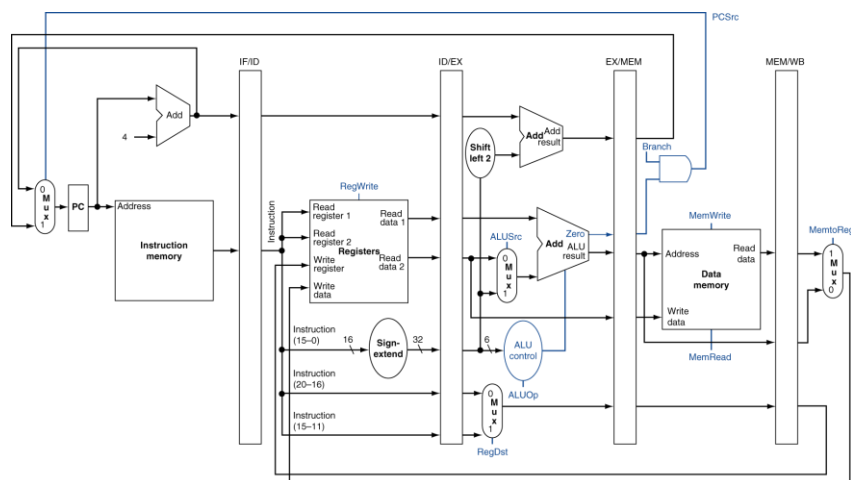 PCSrc
IF/ID
ID/EX
EX/MEM
MEM/WB
Add
4
Add
Add
result
Shift
left 2
Branch
0
M
u
x
1
PC
Address
Instruction
memory
Instruction
RegWrite
Read
register 1
Read
data 1
Read
register 2
Registers
Read
data 2
Write
register
Write
data
ALUSrc
0
M
u
x
1
Zero
Add
ALU
result
MemWrite
Address
Read
data
Data
memory
Write
data
MemRead
MemtoReg
1
M
u
x
0
Instruction
(15–0)
16
Sign-
extend
32
6
ALU
control
ALUOp
Instruction
(20–16)
Instruction
(15–11)
0
M
u
x
1
RegDst